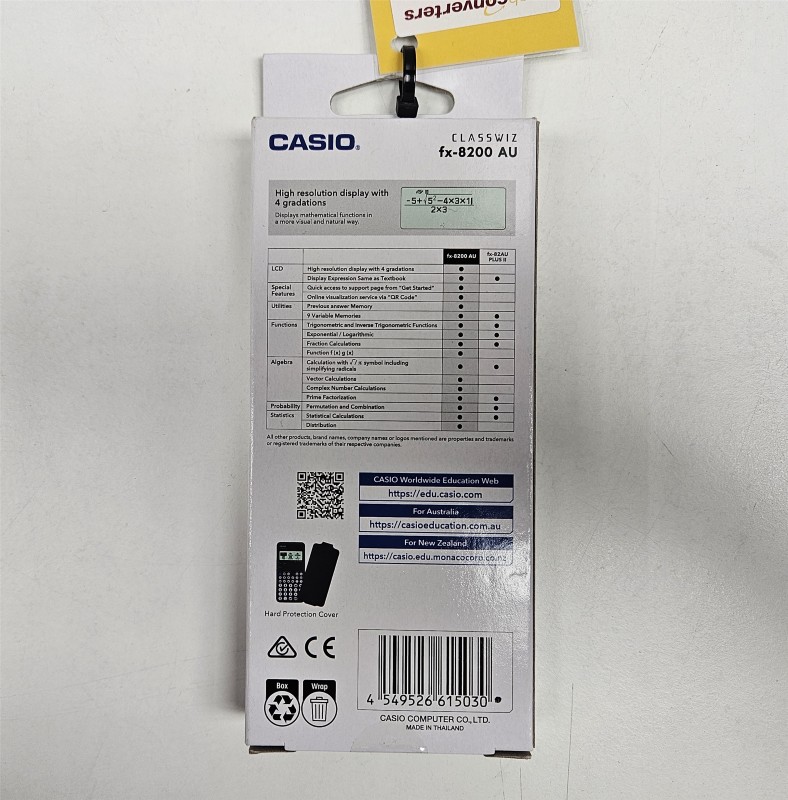 converters
CASIO®
CLASSWIZ
fx-8200 AU
High resolution display with
4 gradations
Displays mathematical functions in
a more visual and natural way.
-5+√5²-4×3×1
2×3
fx-8200 AU fx-82AU
PLUS II
LCD High resolution display with 4 gradations ●
Display Expression Same as Textbook ● ●
Special
Features
Quick access to support page from "Get Started" ●
Online visualization service via "QR Code" ●
Utilities Previous answer Memory ●
9 Variable Memories ● ●
Functions Trigonometric and Inverse Trigonometric Functions ● ●
Exponential / Logarithmic ● ●
Fraction Calculations ● ●
Function f (x) g (x) ●
Algebra Calculation with √ / π symbol including
simplifying radicals ● ●
Vector Calculations ●
Complex Number Calculations ●
Prime Factorization ● ●
Probability Permutation and Combination ● ●
Statistics Statistical Calculations ● ●
Distribution ●
All other products, brand names, company names or logos mentioned are properties and trademarks
or registered trademarks of their respective companies.
CASIO Worldwide Education Web
https://edu.casio.com
For Australia
https://casioeducation.com.au
For New Zealand
https://casio.edu.monacocorp.co.nz
Hard Protection Cover
CE
Box Wrap
4 549526 615030
CASIO COMPUTER CO.,LTD.
MADE IN THAILAND